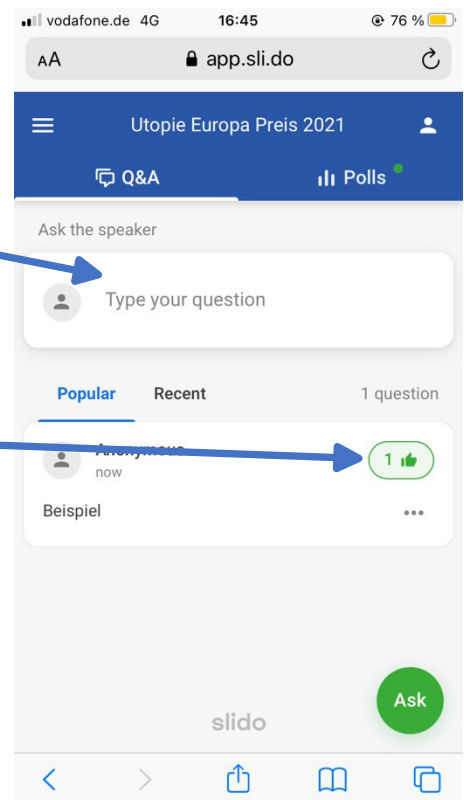 vodafone.de 4G 16:45 76 %
AA app.sli.do
Utopie Europa Preis 2021
Q&A Polls
Ask the speaker
Type your question
Popular Recent 1 question
Anonymous 1
now
Beispiel
Ask
slido